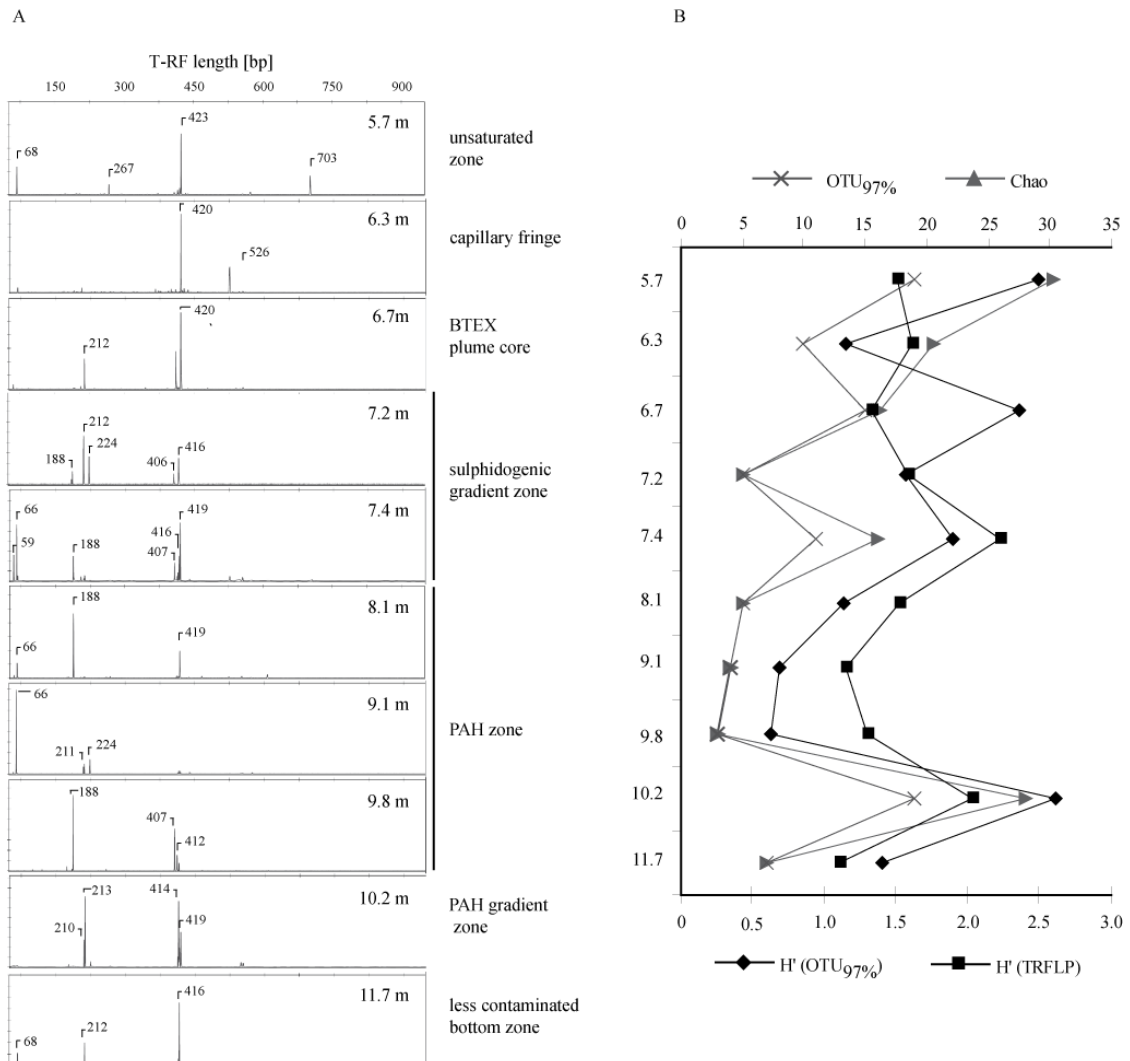 A
B
T-RF length [bp]
150 300 450 600 750 900
423
5.7 m
68
267
703
unsaturated
zone
420
6.3 m
526
capillary fringe
420
6.7m
212
BTEX
plume core
212
7.2 m
188
224
406
416
sulphidogenic
gradient zone
66
419
7.4 m
59
188
416
407
188
8.1 m
66
419
66
9.1 m
211
224
PAH zone
188
9.8 m
407
412
213
414
10.2 m
210
419
PAH gradient
zone
416
11.7 m
68
212
less contaminated
bottom zone
OTU97% Chao
0 5 10 15 20 25 30 35
5.7
6.3
6.7
7.2
7.4
8.1
9.1
9.8
10.2
11.7
0 0.5 1.0 1.5 2.0 2.5 3.0
H' (OTU97%) H' (TRFLP)